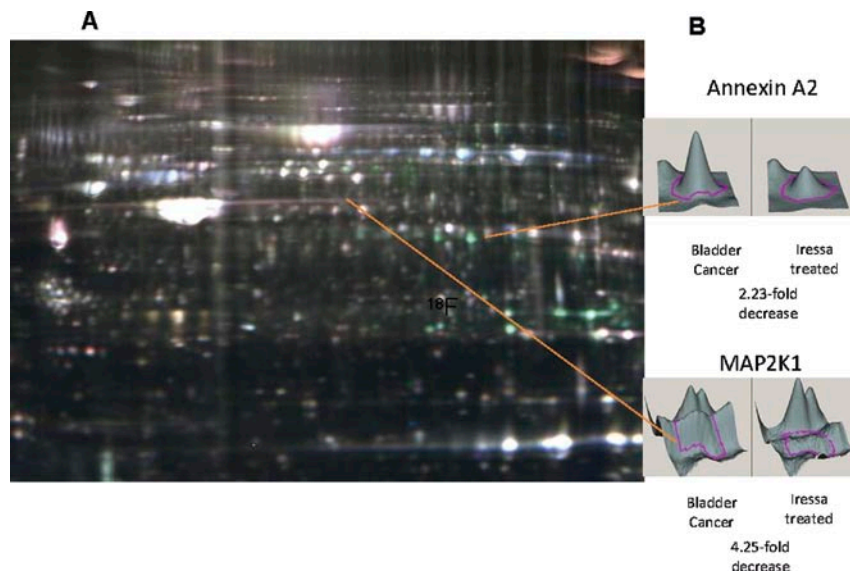 A
B
Annexin A2
Bladder
Cancer
Iressa
treated
2.23-fold
decrease
18F
MAP2K1
Bladder
Cancer
Iressa
treated
4.25-fold
decrease